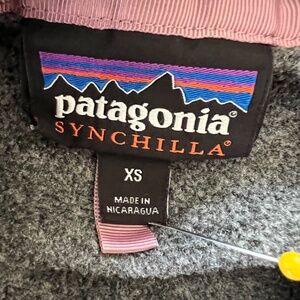 patagonia®
SYNCHILLA®
XS
MADE IN
NICARAGUA